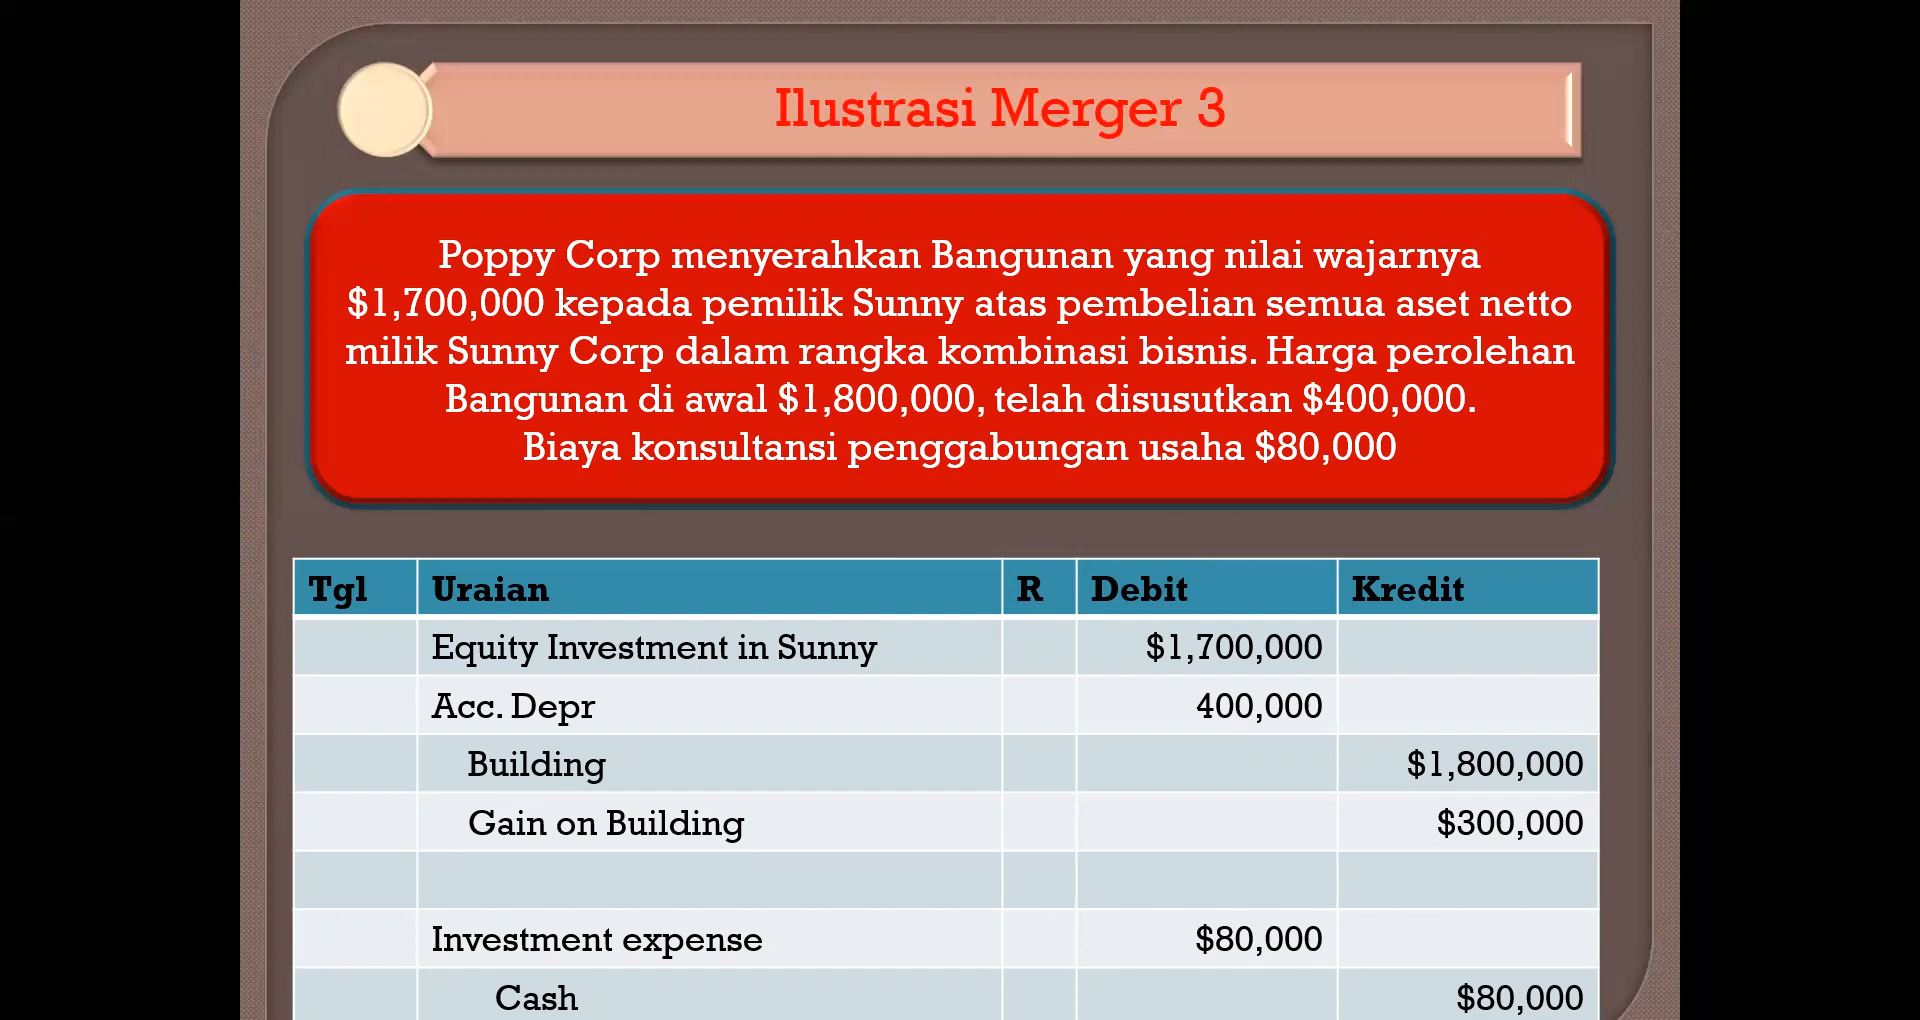 Ilustrasi Merger 3
Poppy Corp menyerahkan Bangunan yang nilai wajarnya
$1,700,000 kepada pemilik Sunny atas pembelian semua aset netto
milik Sunny Corp dalam rangka kombinasi bisnis. Harga perolehan
Bangunan di awal $1,800,000, telah disusutkan $400,000.
Biaya konsultansi penggabungan usaha $80,000
Tgl Uraian R Debit Kredit
Equity Investment in Sunny $1,700,000
Acc. Depr 400,000
Building $1,800,000
Gain on Building $300,000
Investment expense $80,000
Cash $80,000